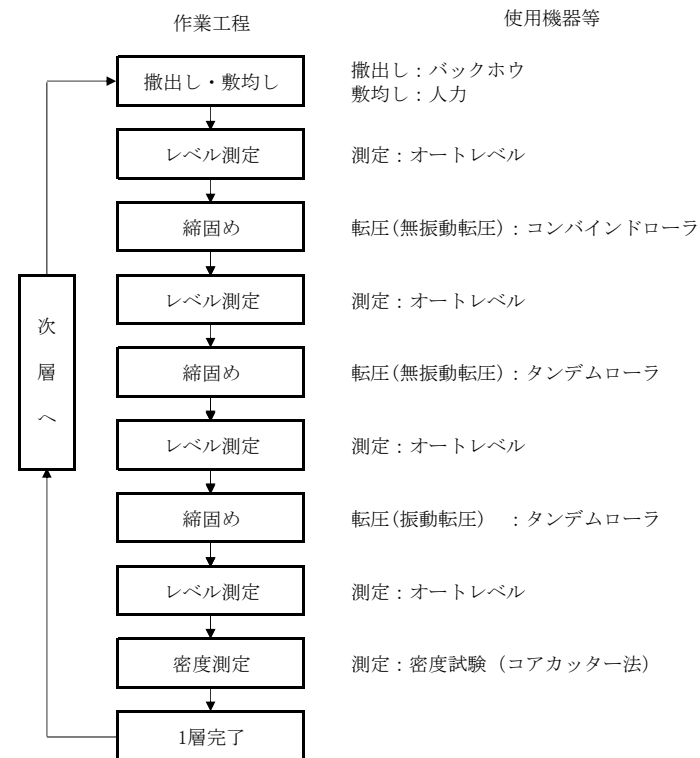 作業工程
使用機器等
撒出し・敷均し
撒出し：バックホウ
敷均し：人力
レベル測定
測定：オートレベル
締固め
転圧(無振動転圧)：コンバインドローラ
レベル測定
測定：オートレベル
締固め
転圧(無振動転圧)：タンデムローラ
レベル測定
測定：オートレベル
締固め
転圧(振動転圧)　：タンデムローラ
レベル測定
測定：オートレベル
密度測定
測定：密度試験（コアカッター法）
1層完了
次層へ